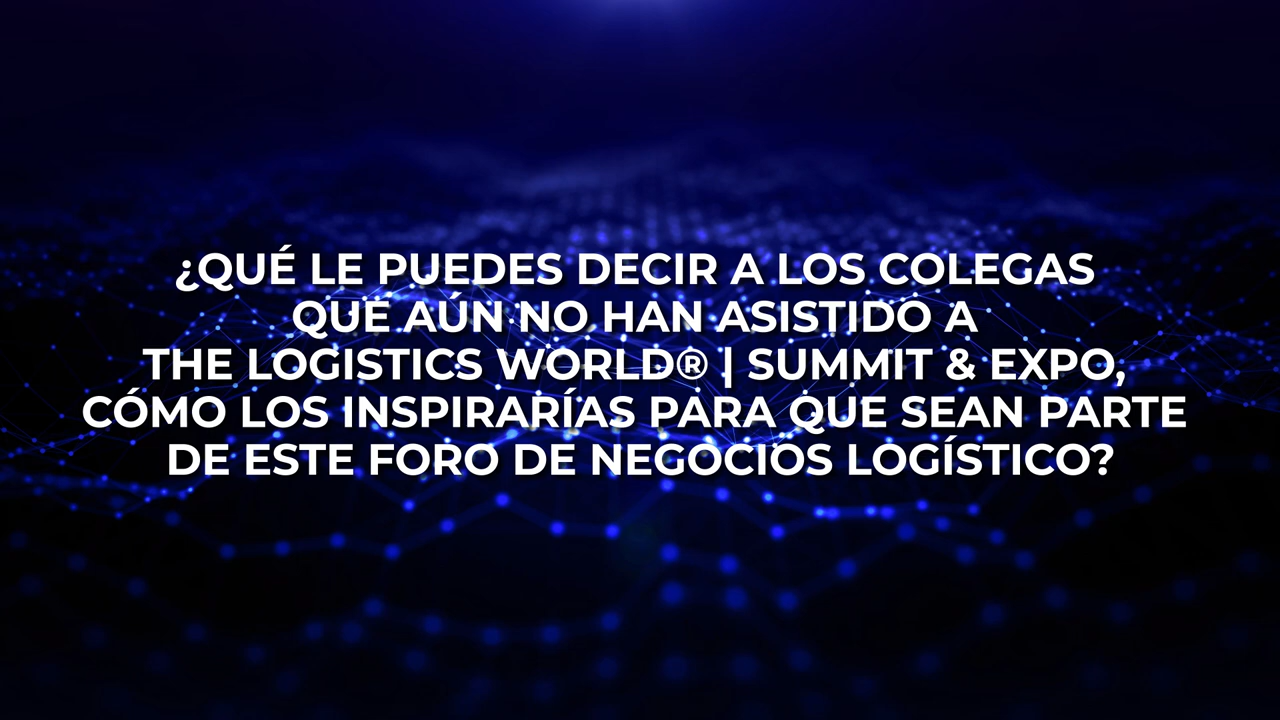 ¿QUÉ LE PUEDES DECIR A LOS COLEGAS
QUE AÚN NO HAN ASISTIDO A
THE LOGISTICS WORLD® | SUMMIT & EXPO,
CÓMO LOS INSPIRARÍAS PARA QUE SEAN PARTE
DE ESTE FORO DE NEGOCIOS LOGÍSTICO?